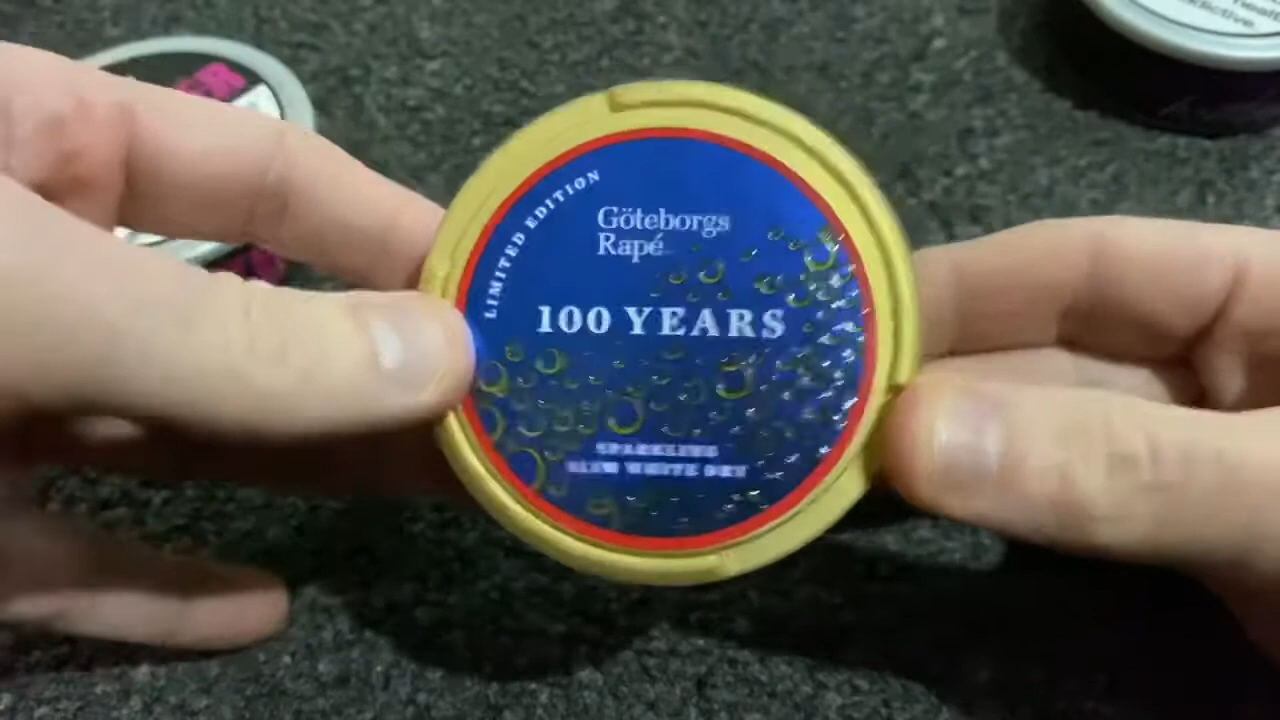 LIMITED EDITION
Göteborgs
Rapé
100 YEARS
SPARKLING
SLIM WHITE DRY